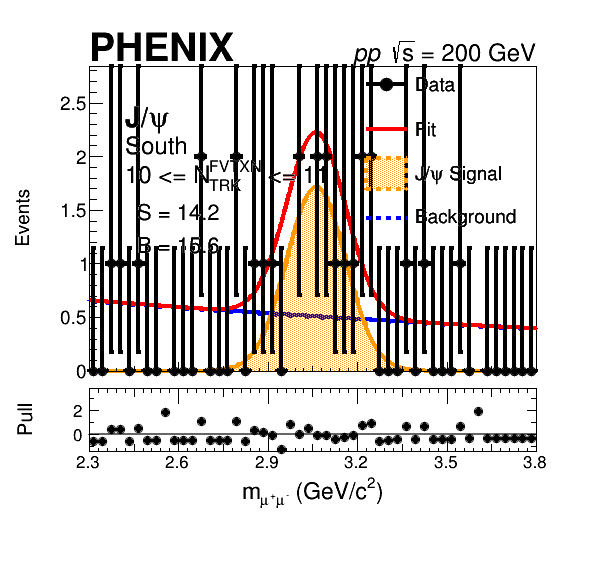 PHENIX
pp √s = 200 GeV
J/ψ
South
10 <= N^FVTXN_TRK <= 11
S = 14.2
B = 15.6
Data
Fit
J/ψ Signal
Background
Events
2.5
2
1.5
1
0.5
0
Pull
2
0
2.3 2.6 2.9 3.2 3.5 3.8
m_μ⁺μ⁻ (GeV/c²)